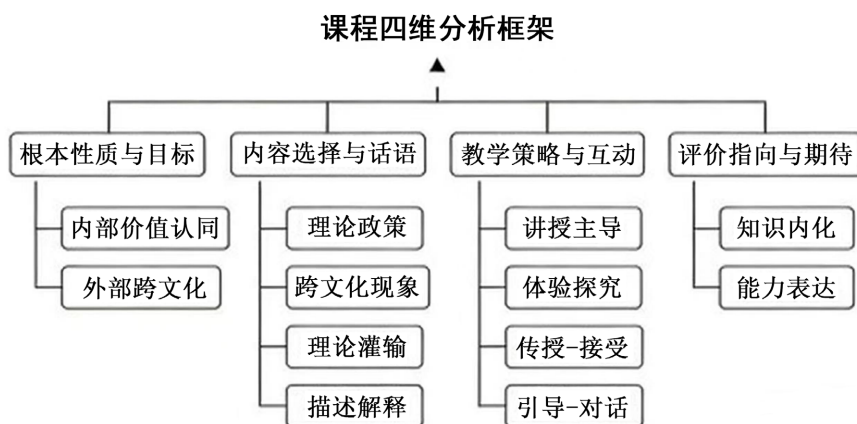 课程四维分析框架
根本性质与目标
内容选择与话语
教学策略与互动
评价指向与期待
内部价值认同
理论政策
讲授主导
知识内化
外部跨文化
跨文化现象
体验探究
能力表达
理论灌输
传授-接受
描述解释
引导-对话